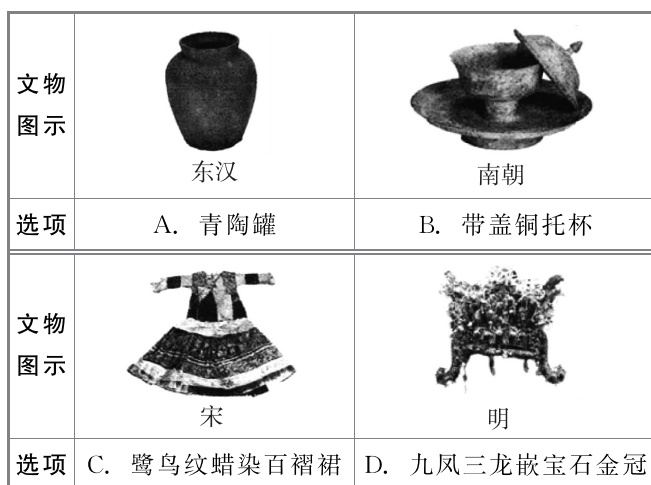 文物
图示
东汉
南朝
选项
A. 青陶罐
B. 带盖铜托杯
文物
图示
宋
明
选项
C. 鹭鸟纹蜡染百褶裙
D. 九凤三龙嵌宝石金冠